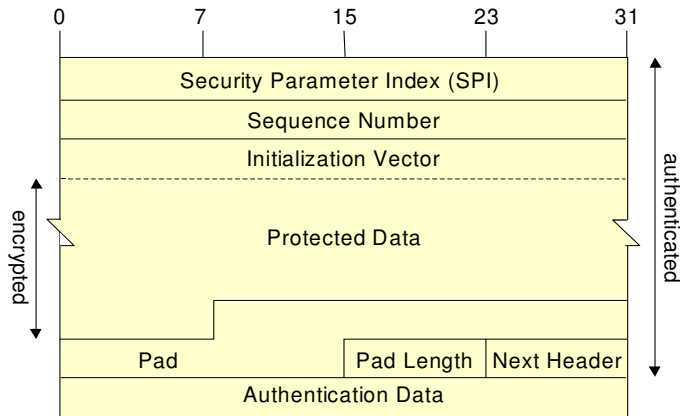 0 7 15 23 31
Security Parameter Index (SPI)
Sequence Number
Initialization Vector
Protected Data
encrypted
authenticated
Pad Pad Length Next Header
Authentication Data